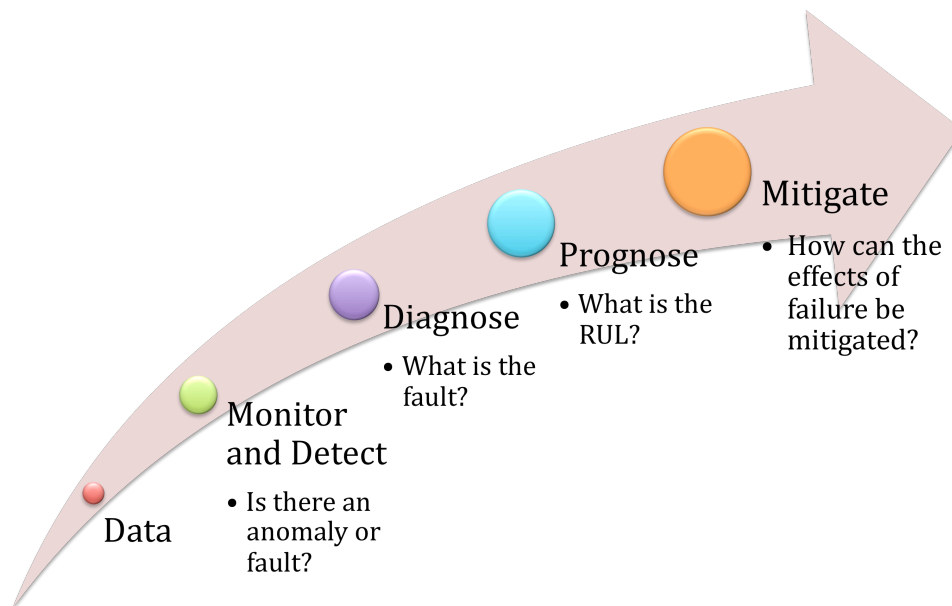 Data
Monitor
and Detect
• Is there an
anomaly or
fault?
Diagnose
• What is the
fault?
Prognose
• What is the
RUL?
Mitigate
• How can the
effects of
failure be
mitigated?